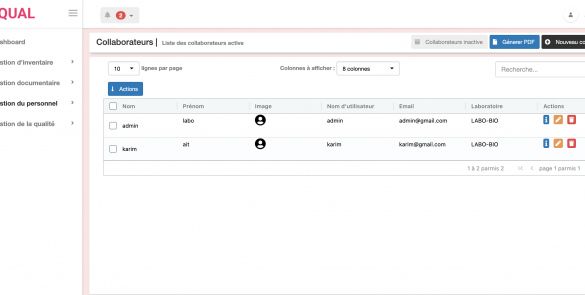 QUAL
2
shboard
stion d'inventaire
stion documentaire
stion du personnel
stion de la qualité
Collaborateurs | Liste des collaborateurs active
Collaborateurs inactive
Génerer PDF
Nouveau co
10 lignes par page
Colonnes à afficher : 8 colonnes
Recherche...
Actions
Nom Prénom Image Nom d'utilisateur Email Laboratoire Actions
admin labo admin admin@gmail.com LABO-BIO
karim ait karim karim@gmail.com LABO-BIO
1 à 2 parmis 2 page 1 parmis 1